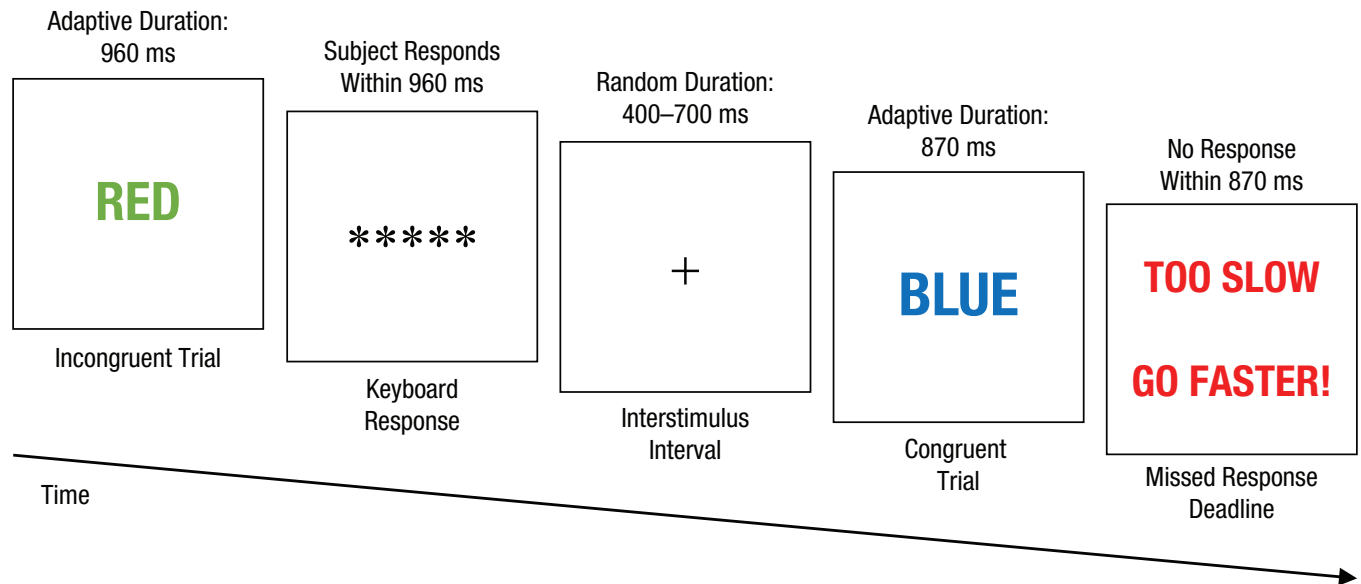 Adaptive Duration:
960 ms
RED
Incongruent Trial
Subject Responds
Within 960 ms
*****
Keyboard
Response
Random Duration:
400–700 ms
+
Interstimulus
Interval
Adaptive Duration:
870 ms
BLUE
Congruent
Trial
No Response
Within 870 ms
TOO SLOW
GO FASTER!
Missed Response
Deadline
Time